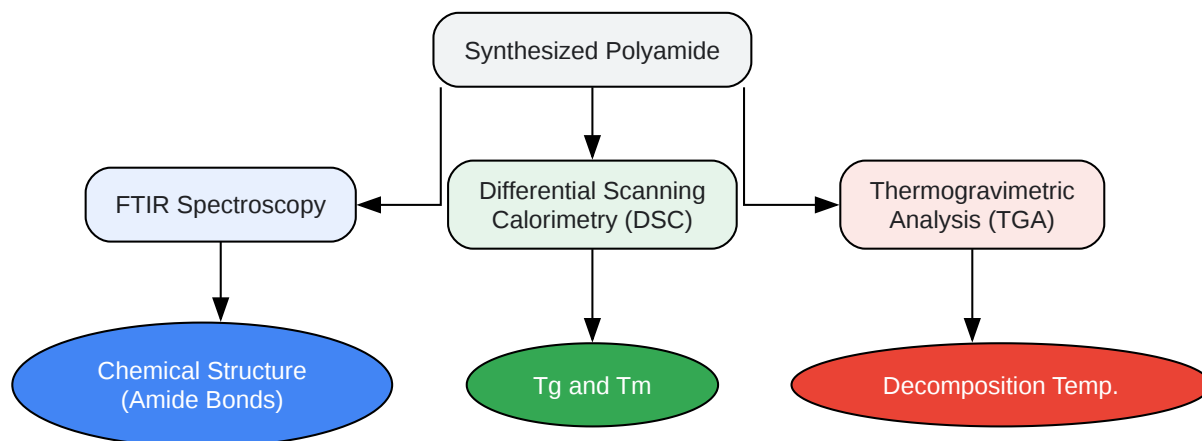 Synthesized Polyamide
FTIR Spectroscopy
Differential Scanning
Calorimetry (DSC)
Thermogravimetric
Analysis (TGA)
Chemical Structure
(Amide Bonds)
Tg and Tm
Decomposition Temp.